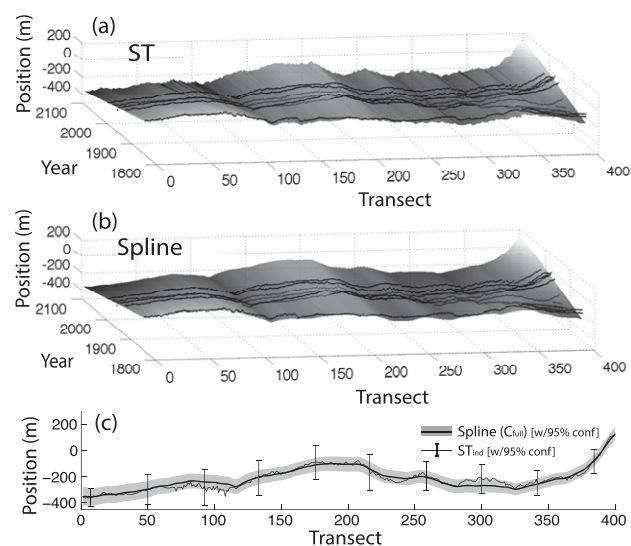 (a)
ST
Position (m)
200
0
-200
-400
2100
2000
1900
1800
Year
0
50
100
150
200
250
300
350
400
Transect
(b)
Spline
Position (m)
200
0
-200
-400
2100
2000
1900
1800
Year
0
50
100
150
200
250
300
350
400
Transect
(c)
Position (m)
200
0
−200
−400
Spline (Cfull) [w/95% conf]
STind [w/95% conf]
0 50 100 150 200 250 300 350 400
Transect